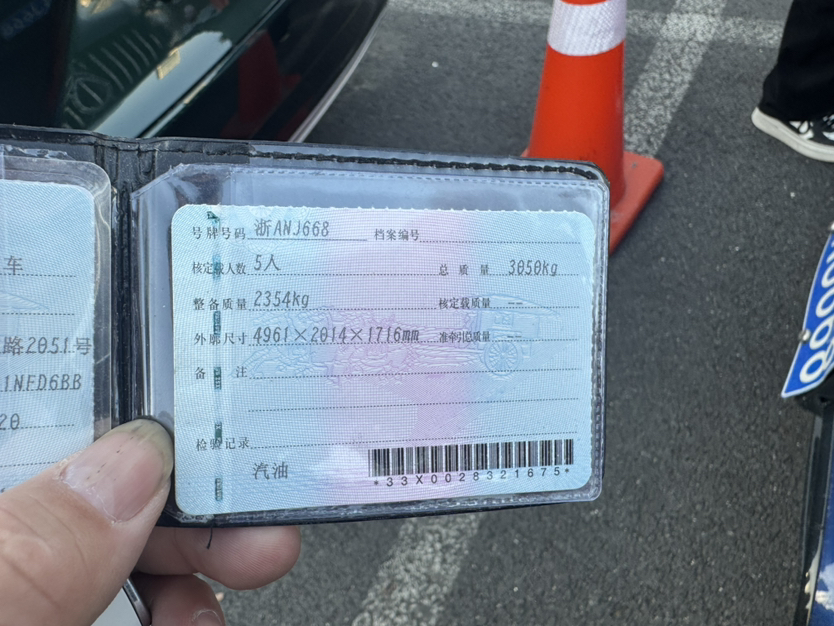 车
路2051号
1NFD6BB
20
号牌号码 浙ANJ668 档案编号
核定载人数 5人 总质量 3050kg
整备质量 2354kg 核定载质量 --
外廓尺寸 4961×2014×1716mm 准牵引总质量 --
备注
检验记录
汽油
*33X0028321675*